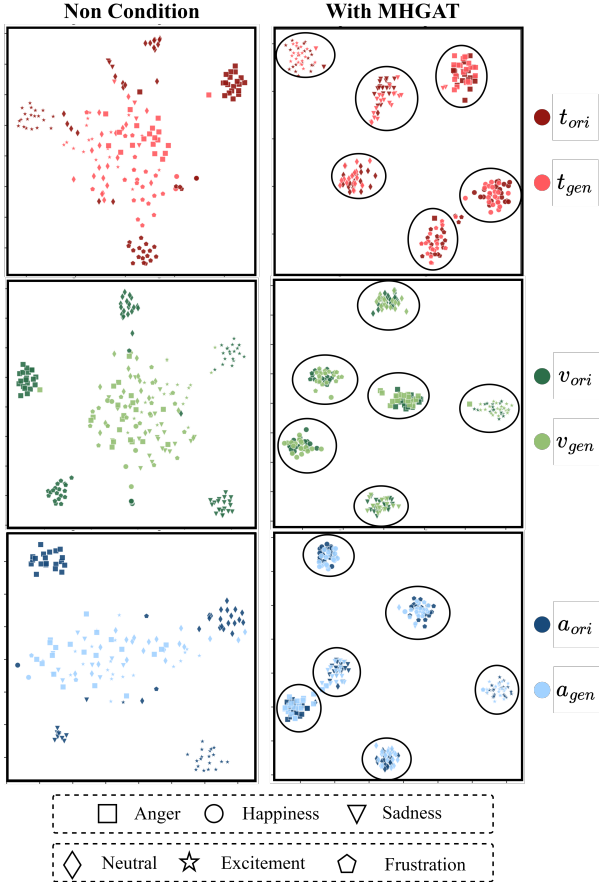 Non Condition
With MHGAT
t_ori
t_gen
v_ori
v_gen
a_ori
a_gen
Anger
Happiness
Sadness
Neutral
Excitement
Frustration